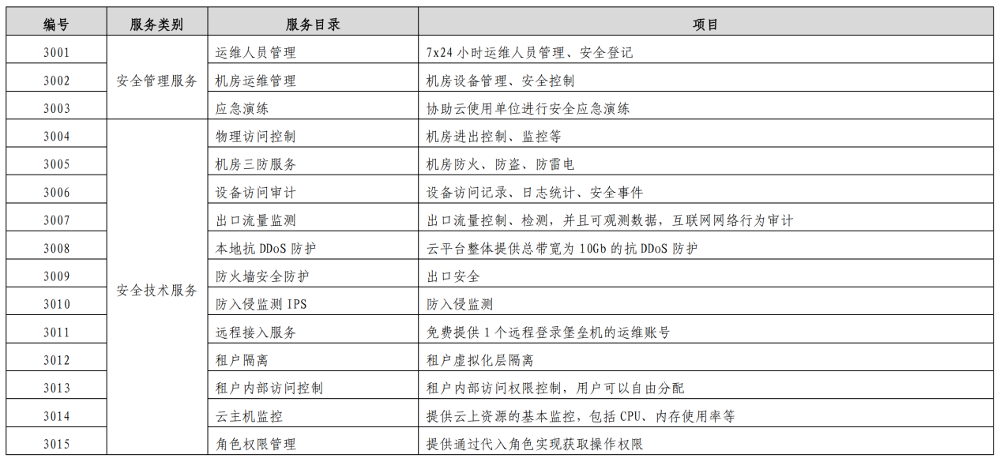 编号 服务类别 服务目录 项目
3001 运维人员管理 7x24 小时运维人员管理、安全登记
3002 安全管理服务 机房运维管理 机房设备管理、安全控制
3003 应急演练 协助云使用单位进行安全应急演练
3004 物理访问控制 机房进出控制、监控等
3005 机房三防服务 机房防火、防盗、防雷电
3006 设备访问审计 设备访问记录、日志统计、安全事件
3007 出口流量监测 出口流量控制、检测，并且可观测数据，互联网网络行为审计
3008 本地抗 DDoS 防护 云平台整体提供总带宽为 10Gb 的抗 DDoS 防护
3009 防火墙安全防护 出口安全
安全技术服务
3010 防入侵监测 IPS 防入侵监测
3011 远程接入服务 免费提供 1 个远程登录堡垒机的运维账号
3012 租户隔离 租户虚拟化层隔离
3013 租户内部访问控制 租户内部访问权限控制，用户可以自由分配
3014 云主机监控 提供云上资源的基本监控，包括 CPU、内存使用率等
3015 角色权限管理 提供通过代入角色实现获取操作权限